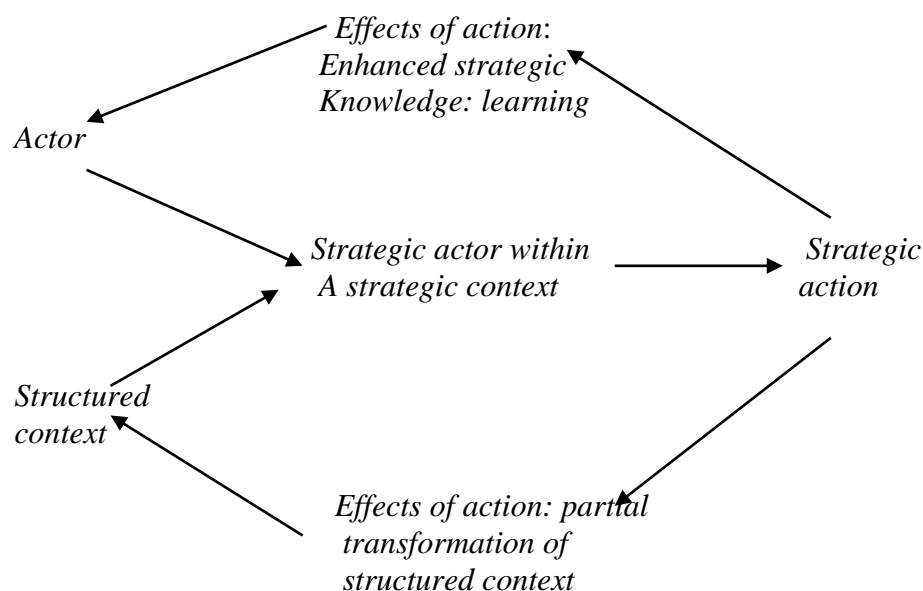 Effects of action:
Enhanced strategic
Knowledge: learning
Actor
Strategic actor within
A strategic context
Strategic
action
Structured
context
Effects of action: partial
transformation of
structured context